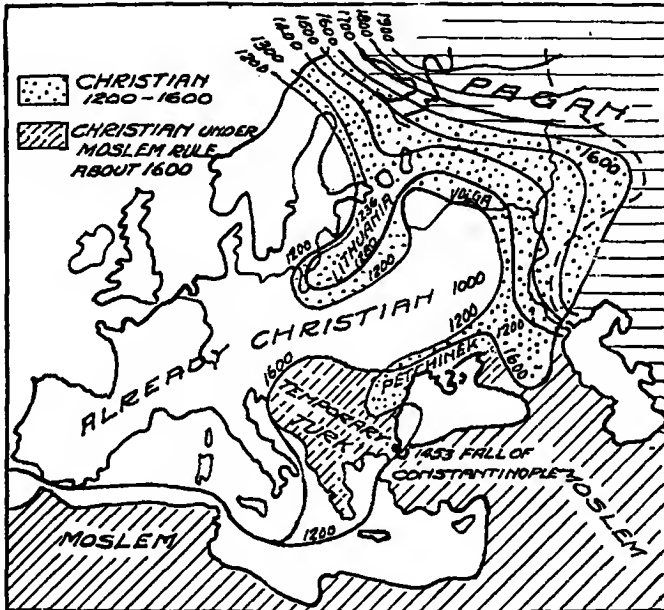 1200
1300
1400
1500
1600
1700
1800
1900
CHRISTIAN
1200-1600
CHRISTIAN UNDER
MOSLEM RULE
ABOUT 1600
PAGAN
1600
VOLGA
LITHUANIA
1250
1200
1200
1000
ALREADY CHRISTIAN
1200
1200
1600
1600
PETCHINEK
TEMPORARY
TURK
1453 FALL OF
CONSTANTINOPLE
MOSLEM
MOSLEM
1200